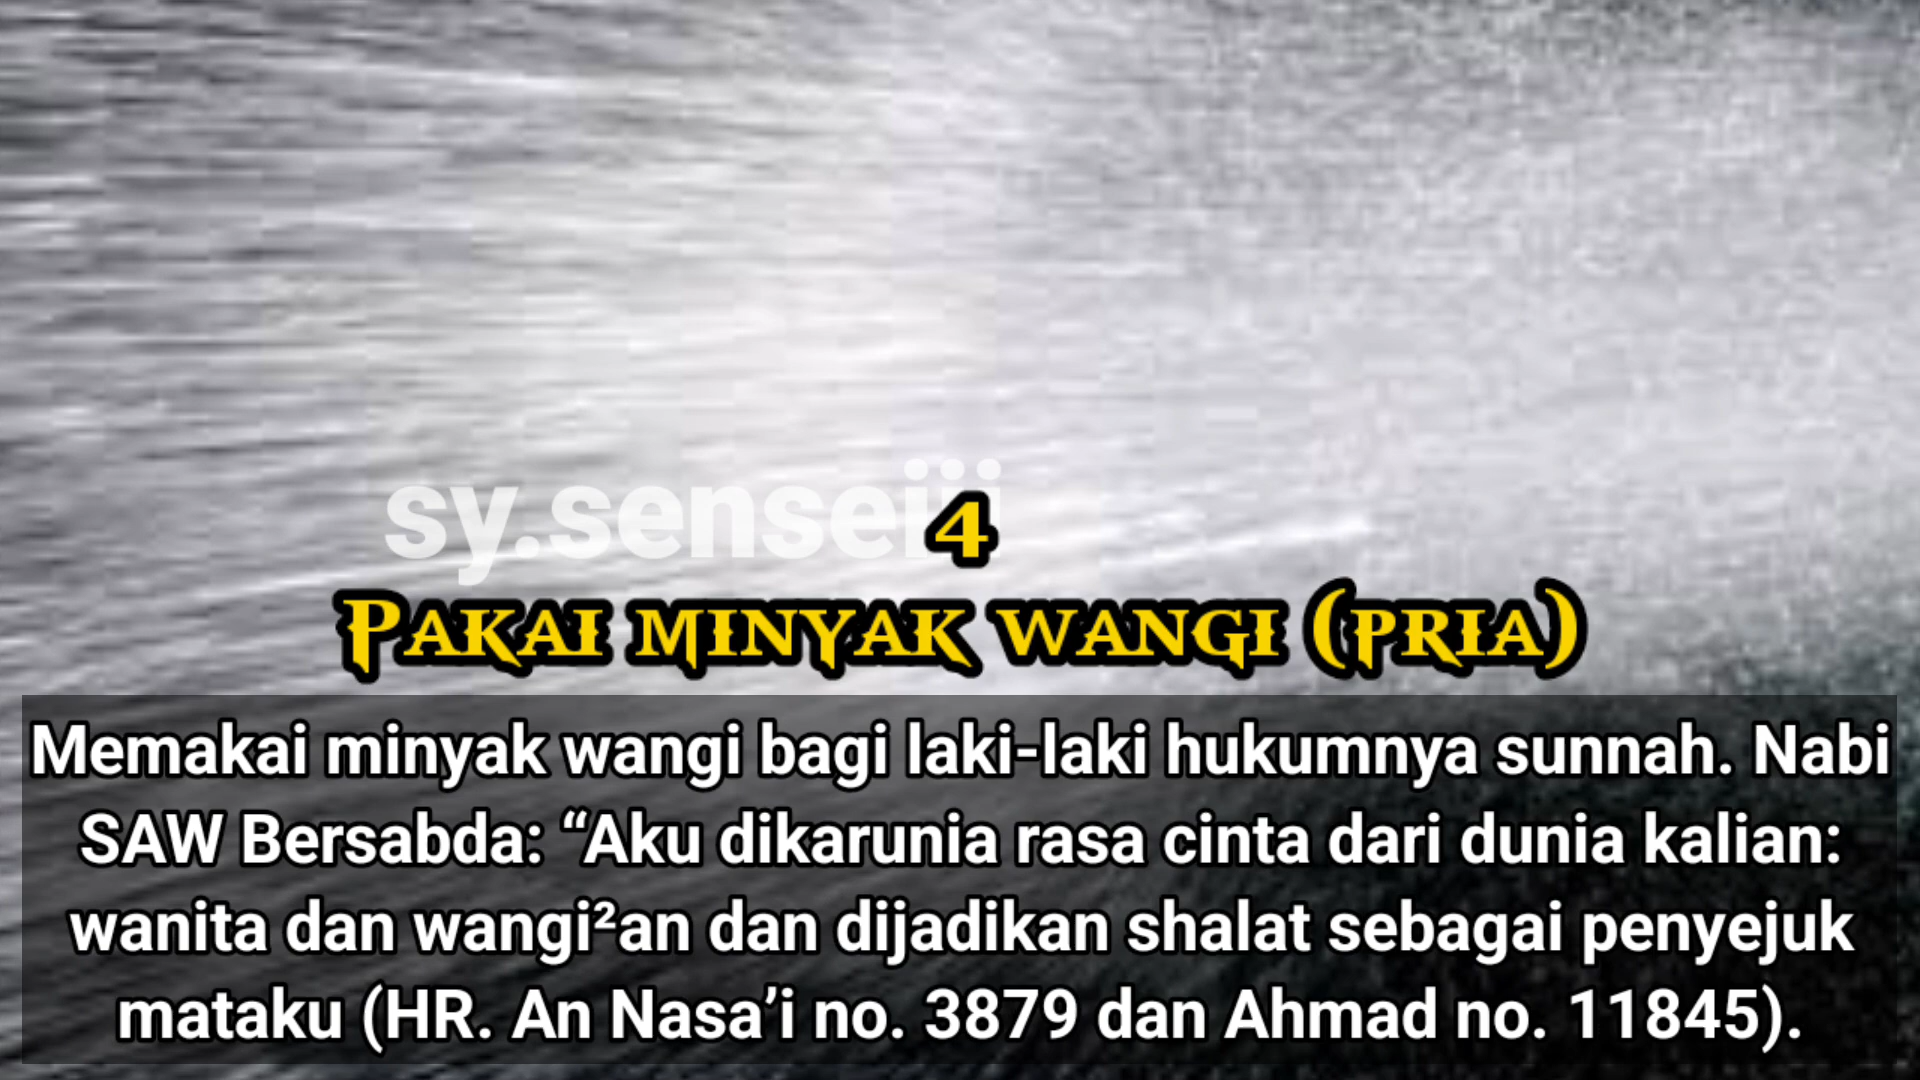 sy.senseiii
4
Pakai minyak wangi (pria)
Memakai minyak wangi bagi laki-laki hukumnya sunnah. Nabi
SAW Bersabda: “Aku dikarunia rasa cinta dari dunia kalian:
wanita dan wangi²an dan dijadikan shalat sebagai penyejuk
mataku (HR. An Nasa’i no. 3879 dan Ahmad no. 11845).